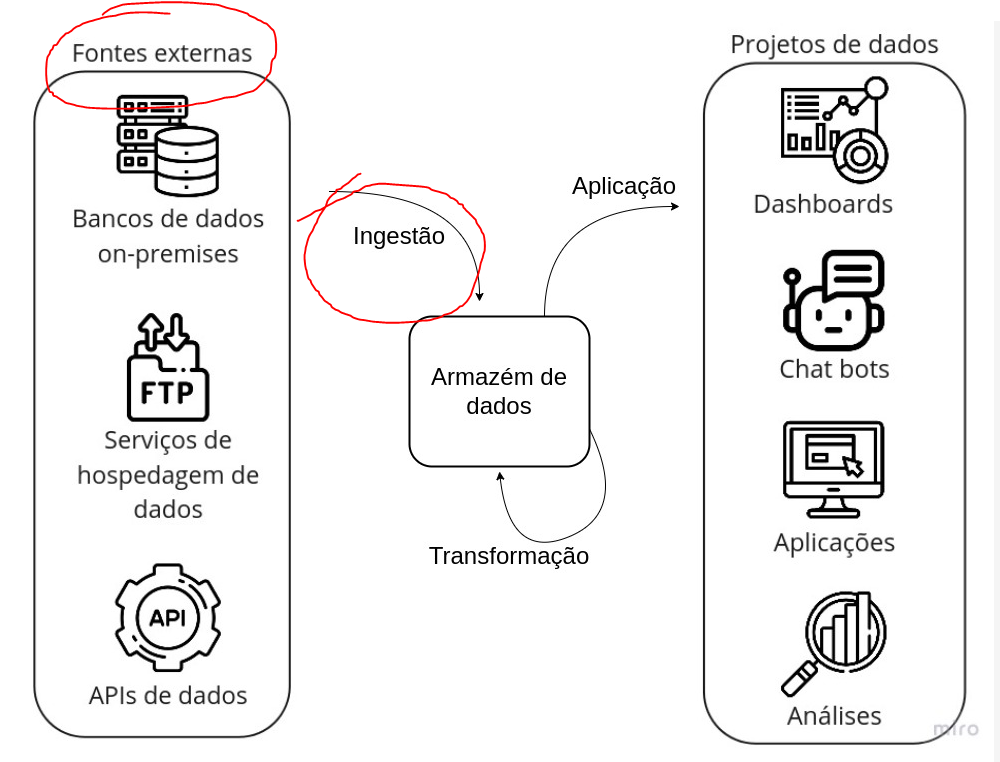 Fontes externas
Bancos de dados
on-premises
FTP
Serviços de
hospedagem de
dados
API
APIs de dados
Ingestão
Armazém de
dados
Transformação
Aplicação
Projetos de dados
Dashboards
Chat bots
Aplicações
Análises
miro